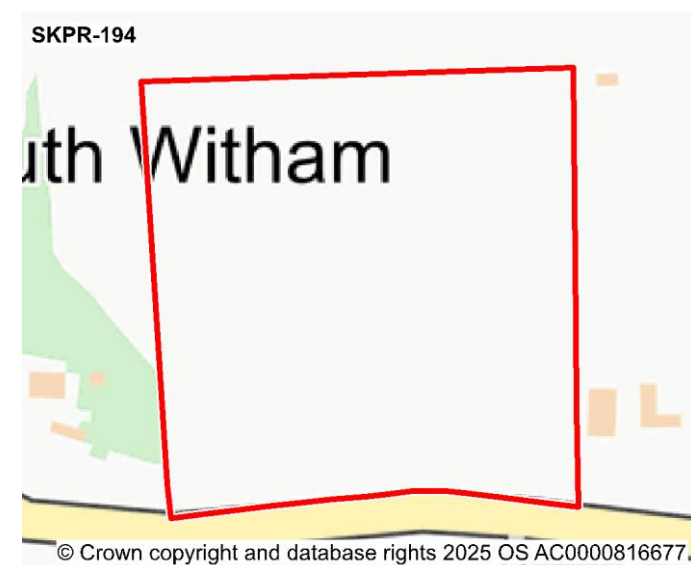 SKPR-194
uth Witham
© Crown copyright and database rights 2025 OS AC0000816677.